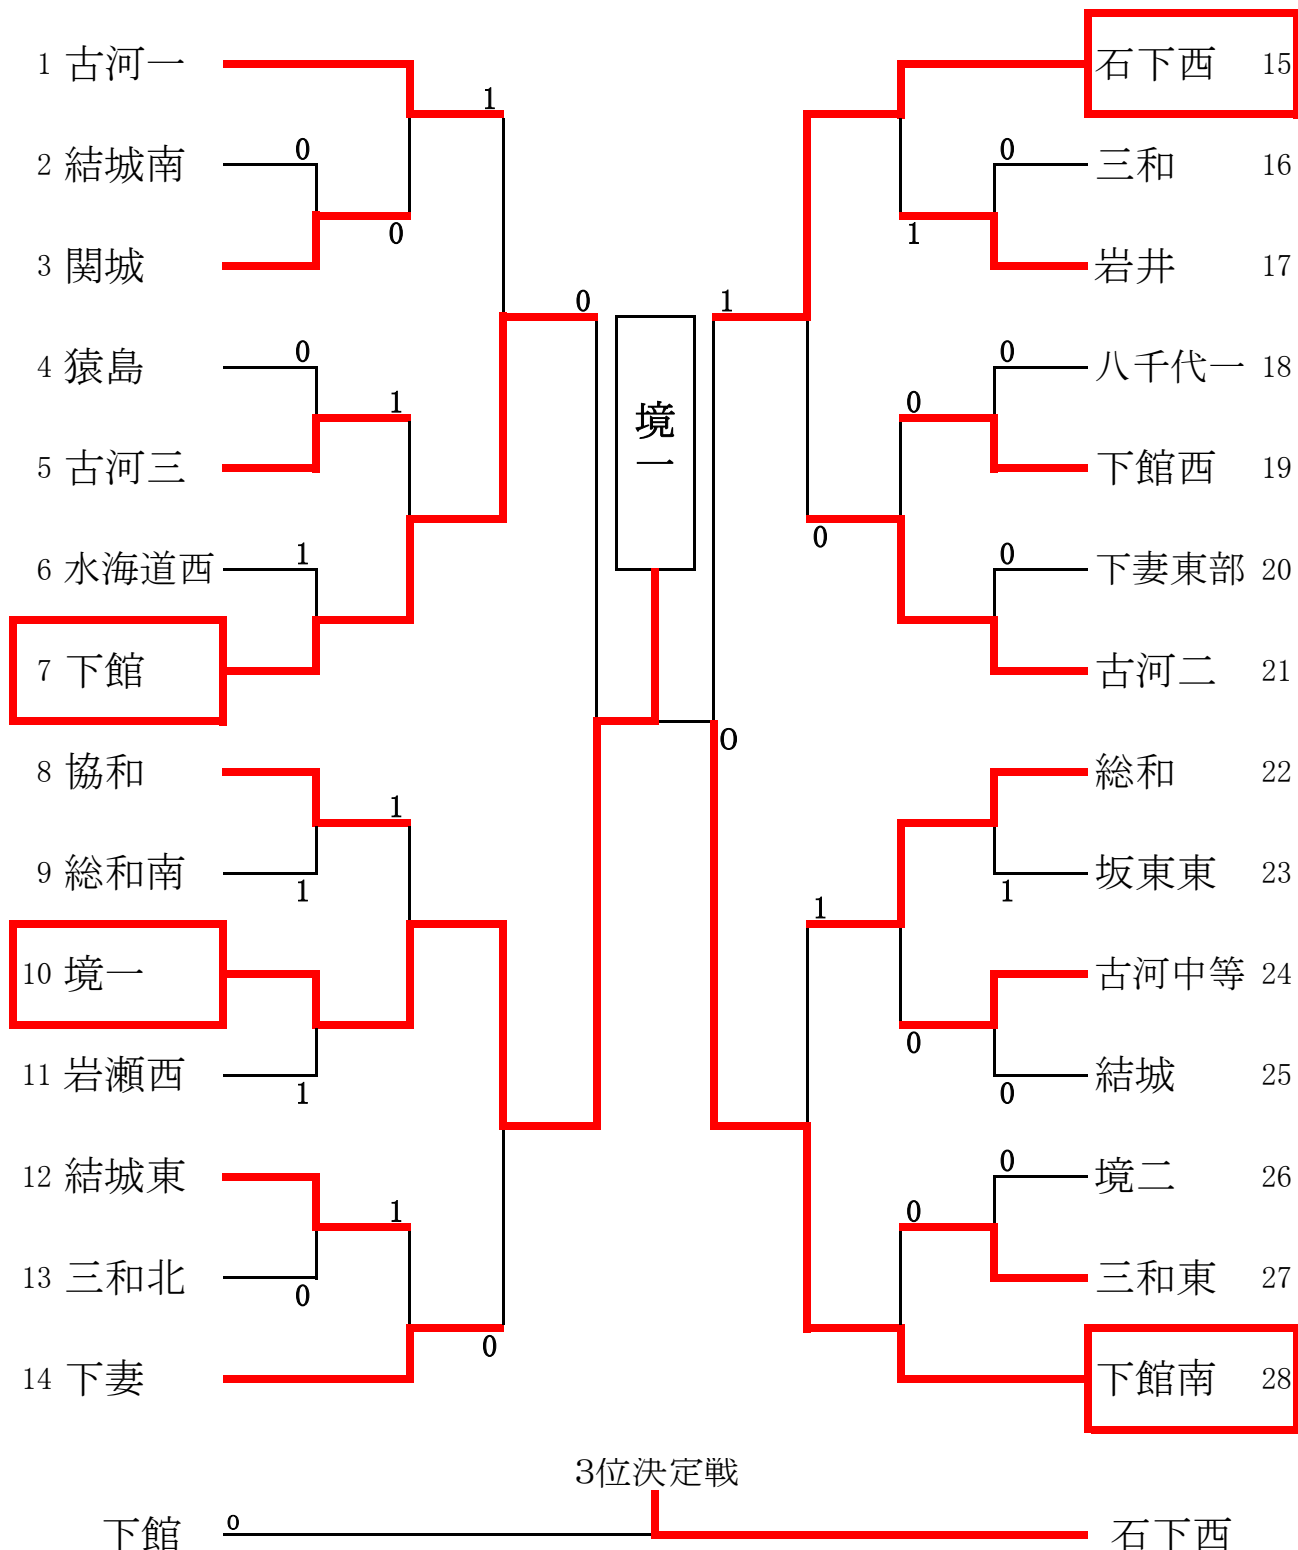 1 古河一
1
2 結城南
0
3 関城
0
4 猿島
0
5 古河三
1
6 水海道西
1
7 下館
0
8 協和
1
9 総和南
1
10 境一
11 岩瀬西
1
12 結城東
1
13 三和北
0
14 下妻
0
境一
石下西 15
1
三和 16
0
岩井 17
1
八千代一 18
0
下館西 19
0
下妻東部 20
0
古河二 21
0
0
総和 22
坂東東 23
1
1
古河中等 24
0
結城 25
0
境二 26
0
三和東 27
0
下館南 28
3位決定戦
下館 0 石下西